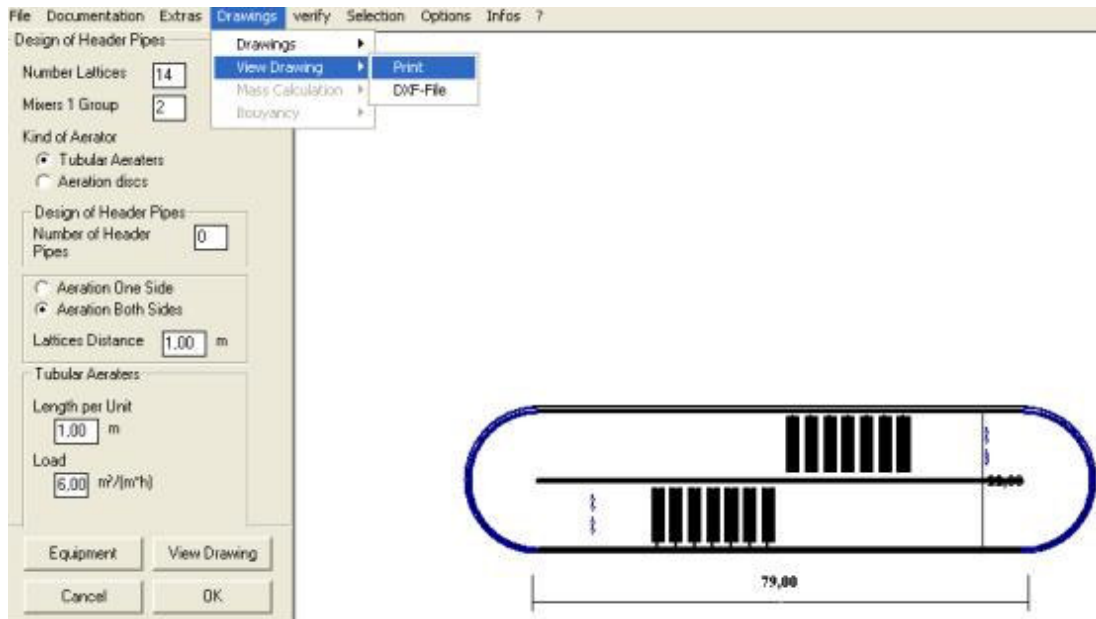 File Documentation Extras Drawings verify Selection Options Infos ?
Design of Header Pipes
Drawings
View Drawing
Print
Mass Calculation
DXF-File
Bouyancy
Number Lattices 14
Mixers 1 Group 2
Kind of Aerator
Tubular Aeraters
Aeration discs
Design of Header Pipes
Number of Header
Pipes
0
Aeration One Side
Aeration Both Sides
Lattices Distance 1.00 m
Tubular Aeraters
Length per Unit
1.00 m
Load
6,00 m³/(m*h)
Equipment View Drawing
Cancel OK
79,00